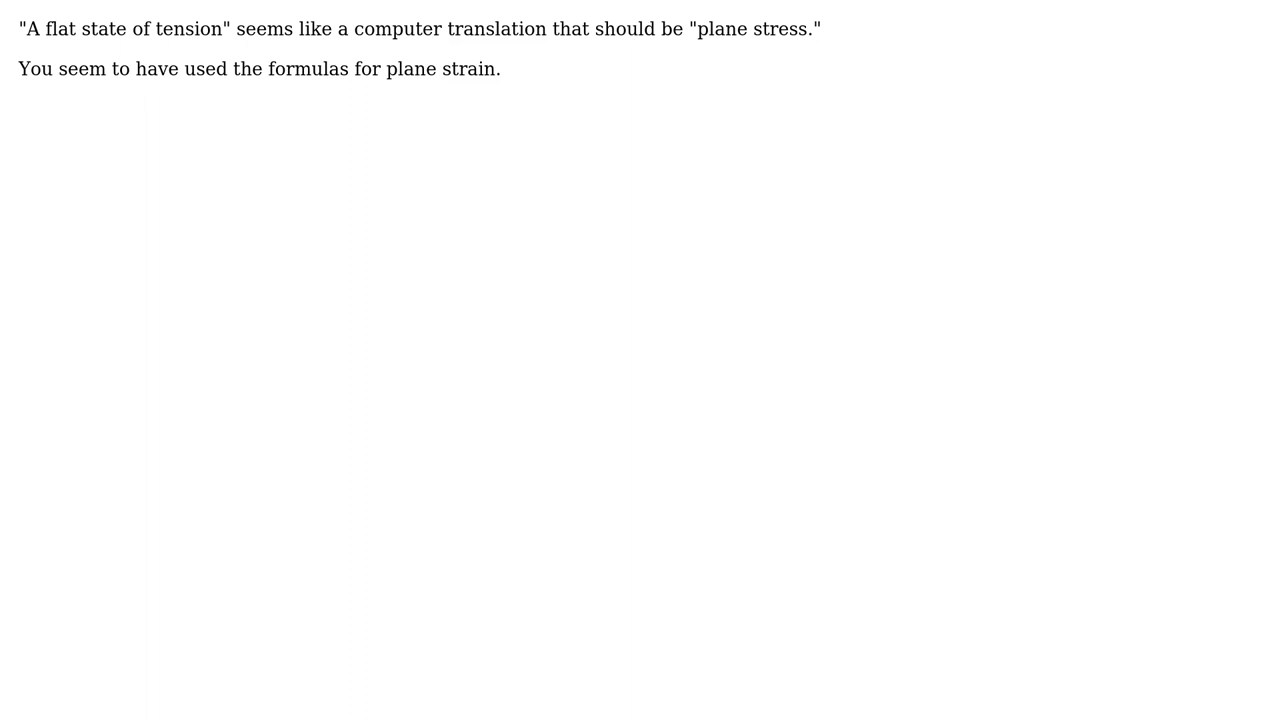 "A flat state of tension" seems like a computer translation that should be "plane stress."
You seem to have used the formulas for plane strain.